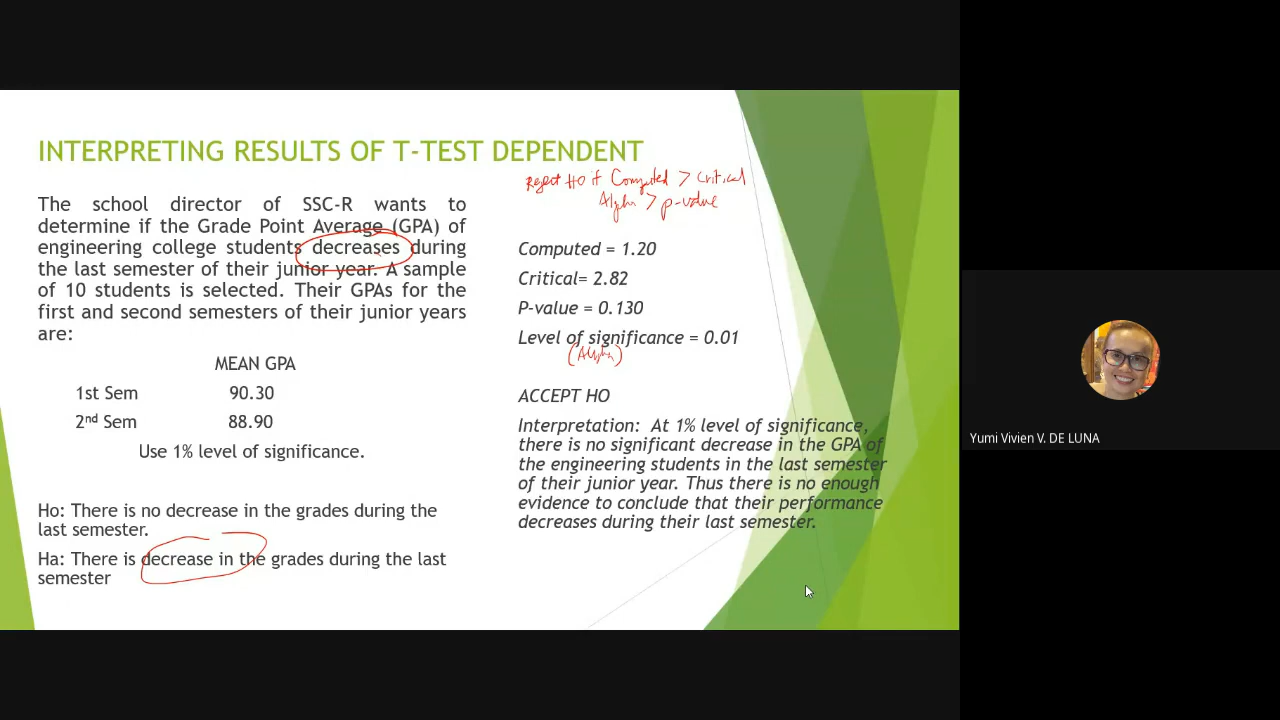 INTERPRETING RESULTS OF T-TEST DEPENDENT
Reject HO if Computed > Critical
Alpha > p-value
The school director of SSC-R wants to
determine if the Grade Point Average (GPA) of
engineering college students decreases during
the last semester of their junior year. A sample
of 10 students is selected. Their GPAs for the
first and second semesters of their junior years
are:
MEAN GPA
1st Sem 90.30
2nd Sem 88.90
Use 1% level of significance.
Ho: There is no decrease in the grades during the
last semester.
Ha: There is decrease in the grades during the last
semester
Computed = 1.20
Critical= 2.82
P-value = 0.130
Level of significance = 0.01
(Alpha)
ACCEPT HO
Interpretation: At 1% level of significance,
there is no significant decrease in the GPA of
the engineering students in the last semester
of their junior year. Thus there is no enough
evidence to conclude that their performance
decreases during their last semester.
Yumi Vivien V. DE LUNA